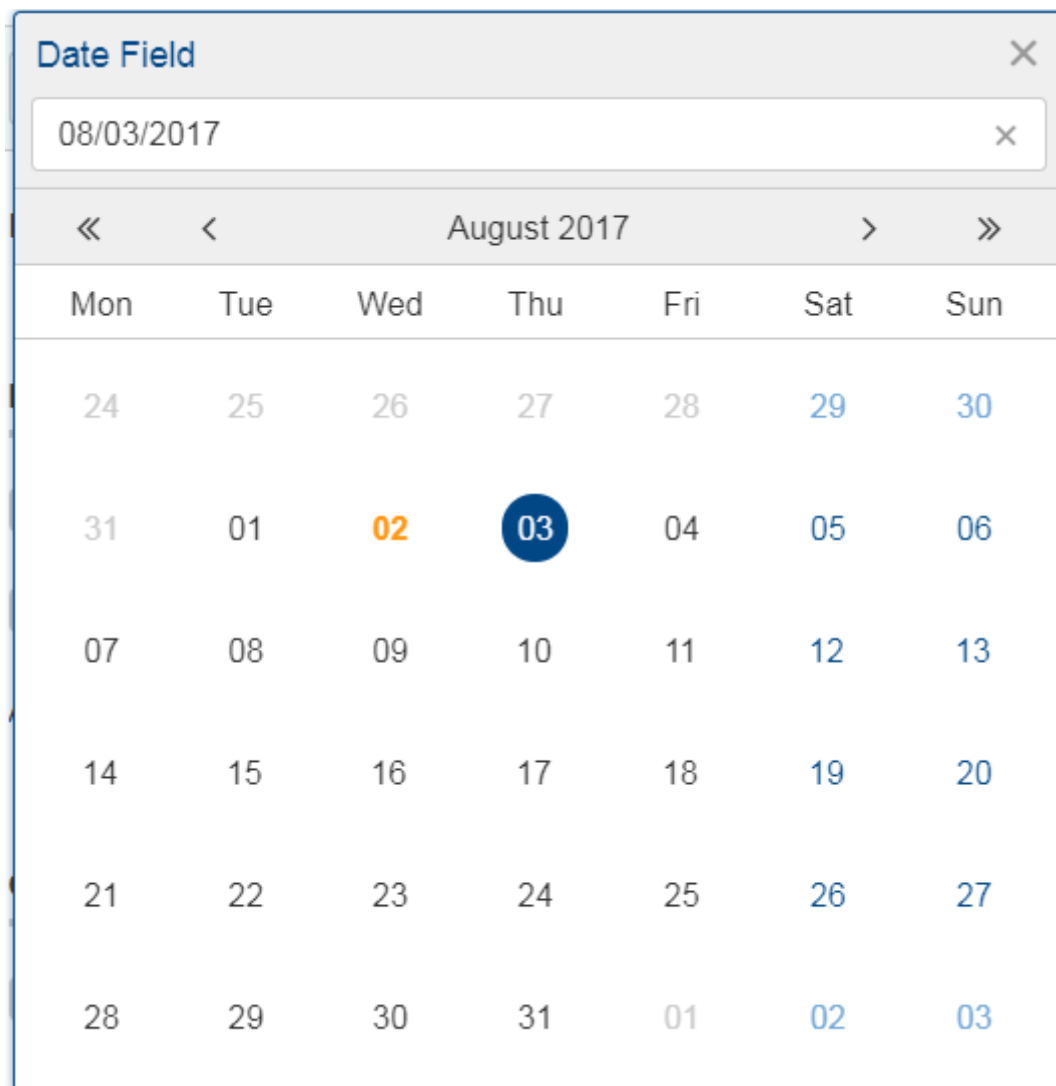 Date Field
08/03/2017
August 2017
Mon Tue Wed Thu Fri Sat Sun
24 25 26 27 28 29 30
31 01 02 03 04 05 06
07 08 09 10 11 12 13
14 15 16 17 18 19 20
21 22 23 24 25 26 27
28 29 30 31 01 02 03